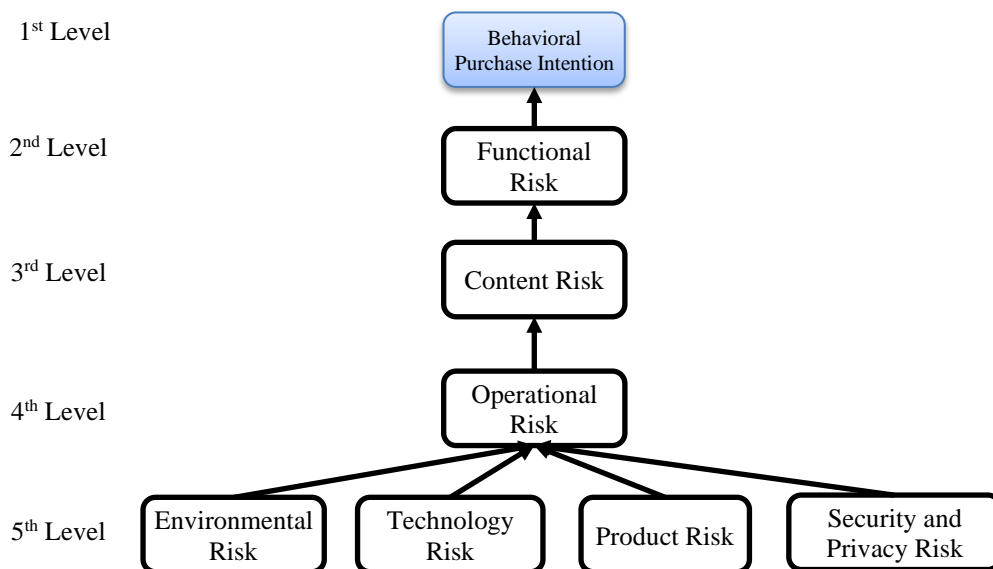 1st Level
Behavioral
Purchase Intention
2nd Level
Functional
Risk
3rd Level
Content Risk
4th Level
Operational
Risk
5th Level
Environmental
Risk
Technology
Risk
Product Risk
Security and
Privacy Risk